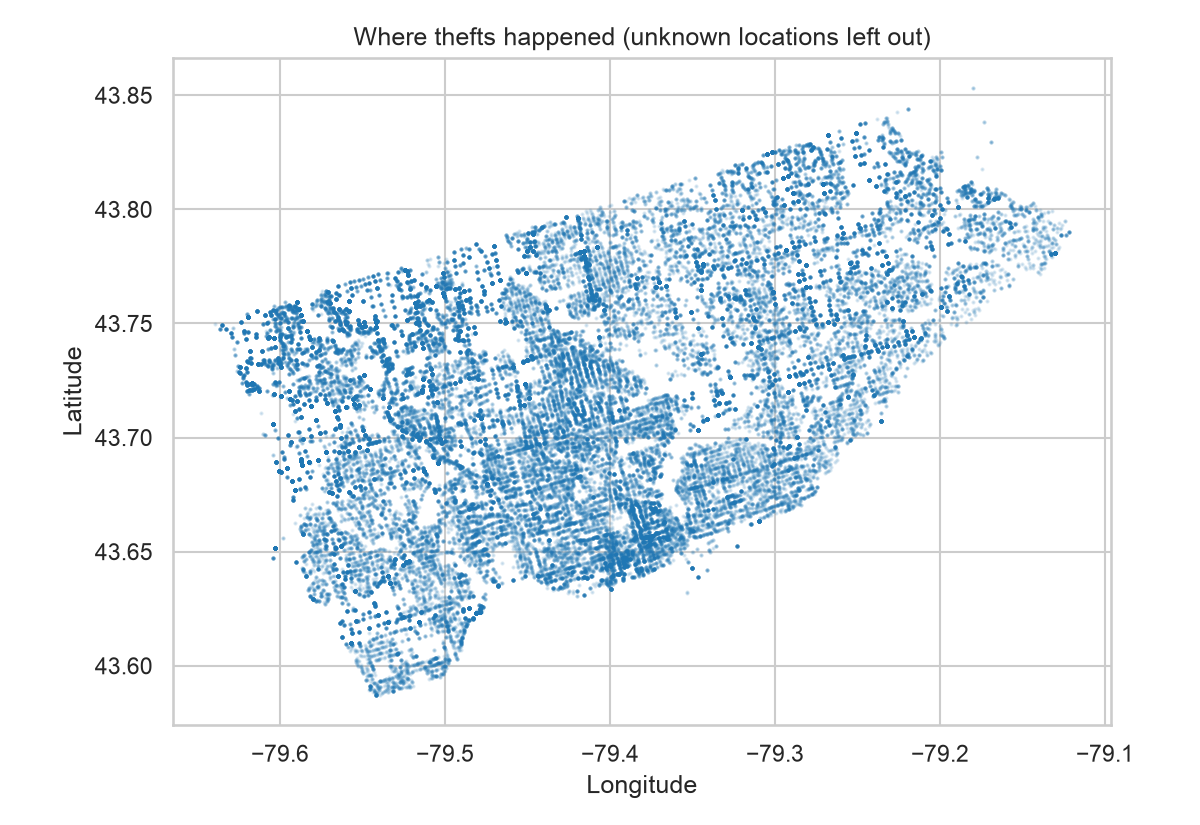 Where thefts happened (unknown locations left out)
43.85
43.80
43.75
43.70
43.65
43.60
Latitude
−79.6 −79.5 −79.4 −79.3 −79.2 −79.1
Longitude